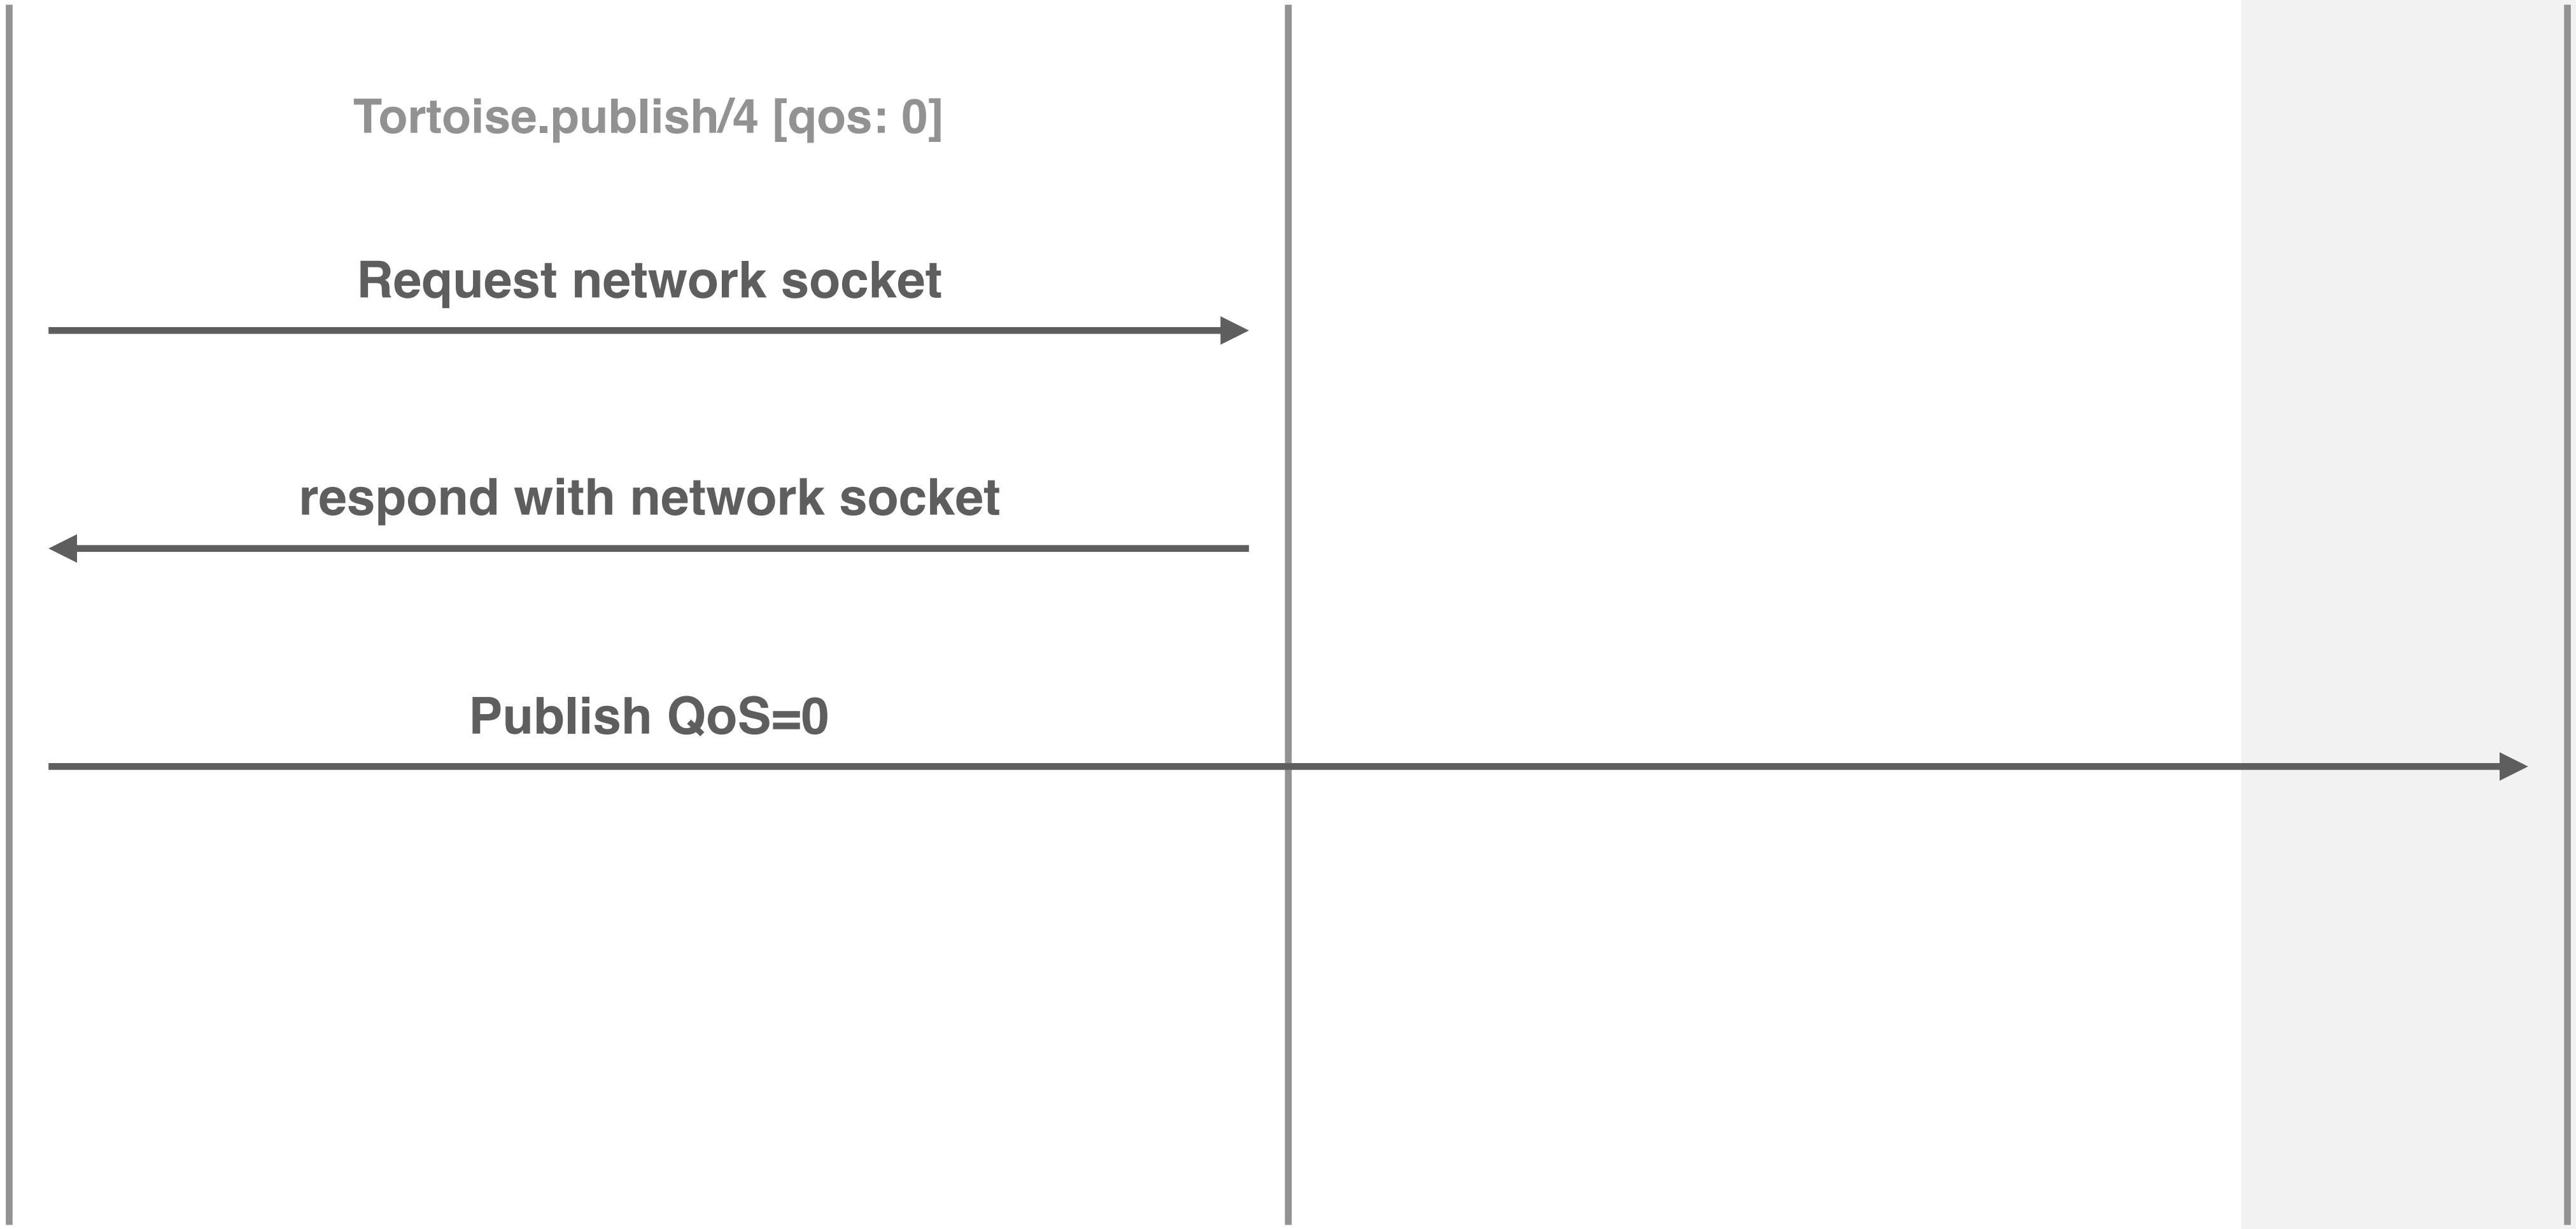 Tortoise.publish/4 [qos: 0]
Request network socket
respond with network socket
Publish QoS=0